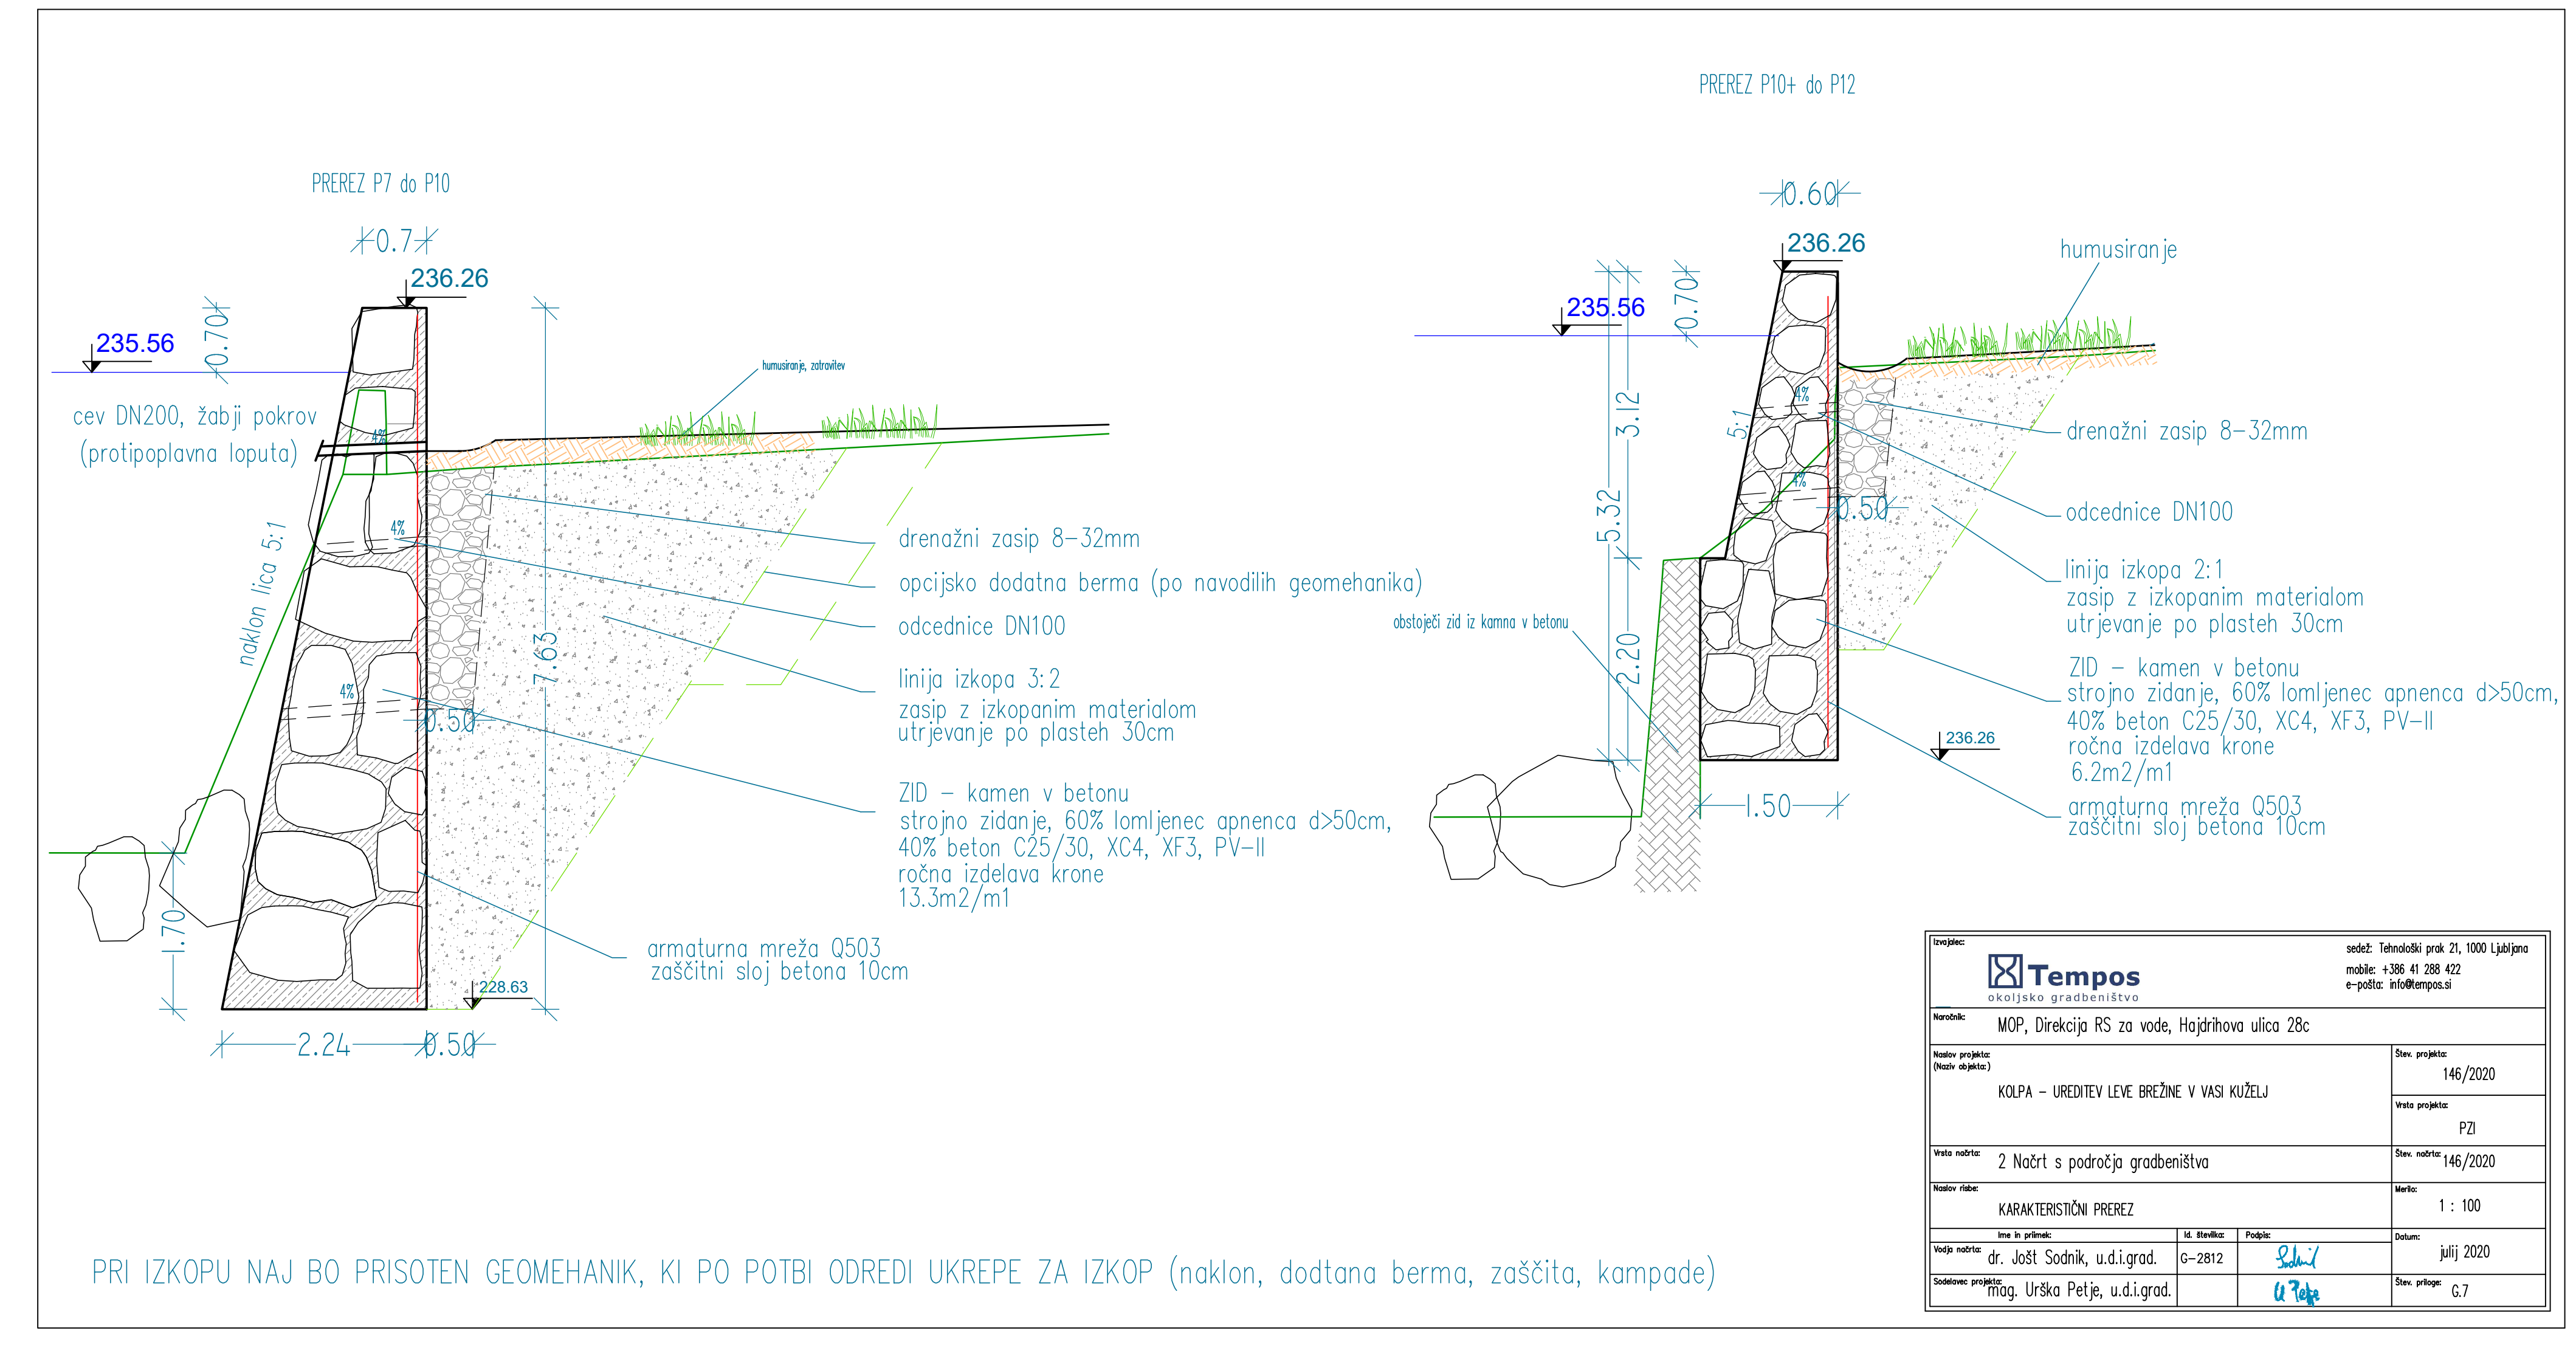 PREREZ P7 do P10
0.7
236.26
0.70
235.56
cev DN200, žabji pokrov
(protipoplavna loputa)
4%
humusiranje, zatravitev
naklon lica 5:1
4%
drenažni zasip 8-32mm
opcijsko dodatna berma (po navodilih geomehanika)
odcednice DN100
7.63
4%
0.50
linija izkopa 3:2
zasip z izkopanim materialom
utrjevanje po plasteh 30cm
ZID - kamen v betonu
strojno zidanje, 60% lomljenec apnenca d>50cm,
40% beton C25/30, XC4, XF3, PV-II
ročna izdelava krone
13.3m2/m1
armaturna mreža Q503
zaščitni sloj betona 10cm
1.70
228.63
2.24
0.50
PREREZ P10+ do P12
0.60
236.26
0.70
235.56
humusiranje
3.12
5.32
2.20
5:1
4%
4%
0.50
drenažni zasip 8-32mm
odcednice DN100
linija izkopa 2:1
zasip z izkopanim materialom
utrjevanje po plasteh 30cm
obstoječi zid iz kamna v betonu
ZID - kamen v betonu
strojno zidanje, 60% lomljenec apnenca d>50cm,
40% beton C25/30, XC4, XF3, PV-II
ročna izdelava krone
6.2m2/m1
236.26
armaturna mreža Q503
zaščitni sloj betona 10cm
1.50
PRI IZKOPU NAJ BO PRISOTEN GEOMEHANIK, KI PO POTBI ODREDI UKREPE ZA IZKOP (naklon, dodtana berma, zaščita, kampade)
Izvajalec:
Tempos
okoljsko gradbeništvo
sedež: Tehnološki prak 21, 1000 Ljubljana
mobile: +386 41 288 422
e-pošta: info@tempos.si
Naročnik:
MOP, Direkcija RS za vode, Hajdrihova ulica 28c
Naslov projekta:
(Naziv objekta:)
KOLPA - UREDITEV LEVE BREŽINE V VASI KUŽELJ
Štev. projekta:
146/2020
Vrsta projekta:
PZI
Vrsta načrta:
2 Načrt s področja gradbeništva
Štev. načrta:
146/2020
Naslov risbe:
KARAKTERISTIČNI PREREZ
Merilo:
1 : 100
Ime in priimek:
Id. številka:
Podpis:
Datum:
julij 2020
Vodja načrta:
dr. Jošt Sodnik, u.d.i.grad.
G-2812
Sodelavec projekta:
mag. Urška Petje, u.d.i.grad.
Štev. priloge:
G.7